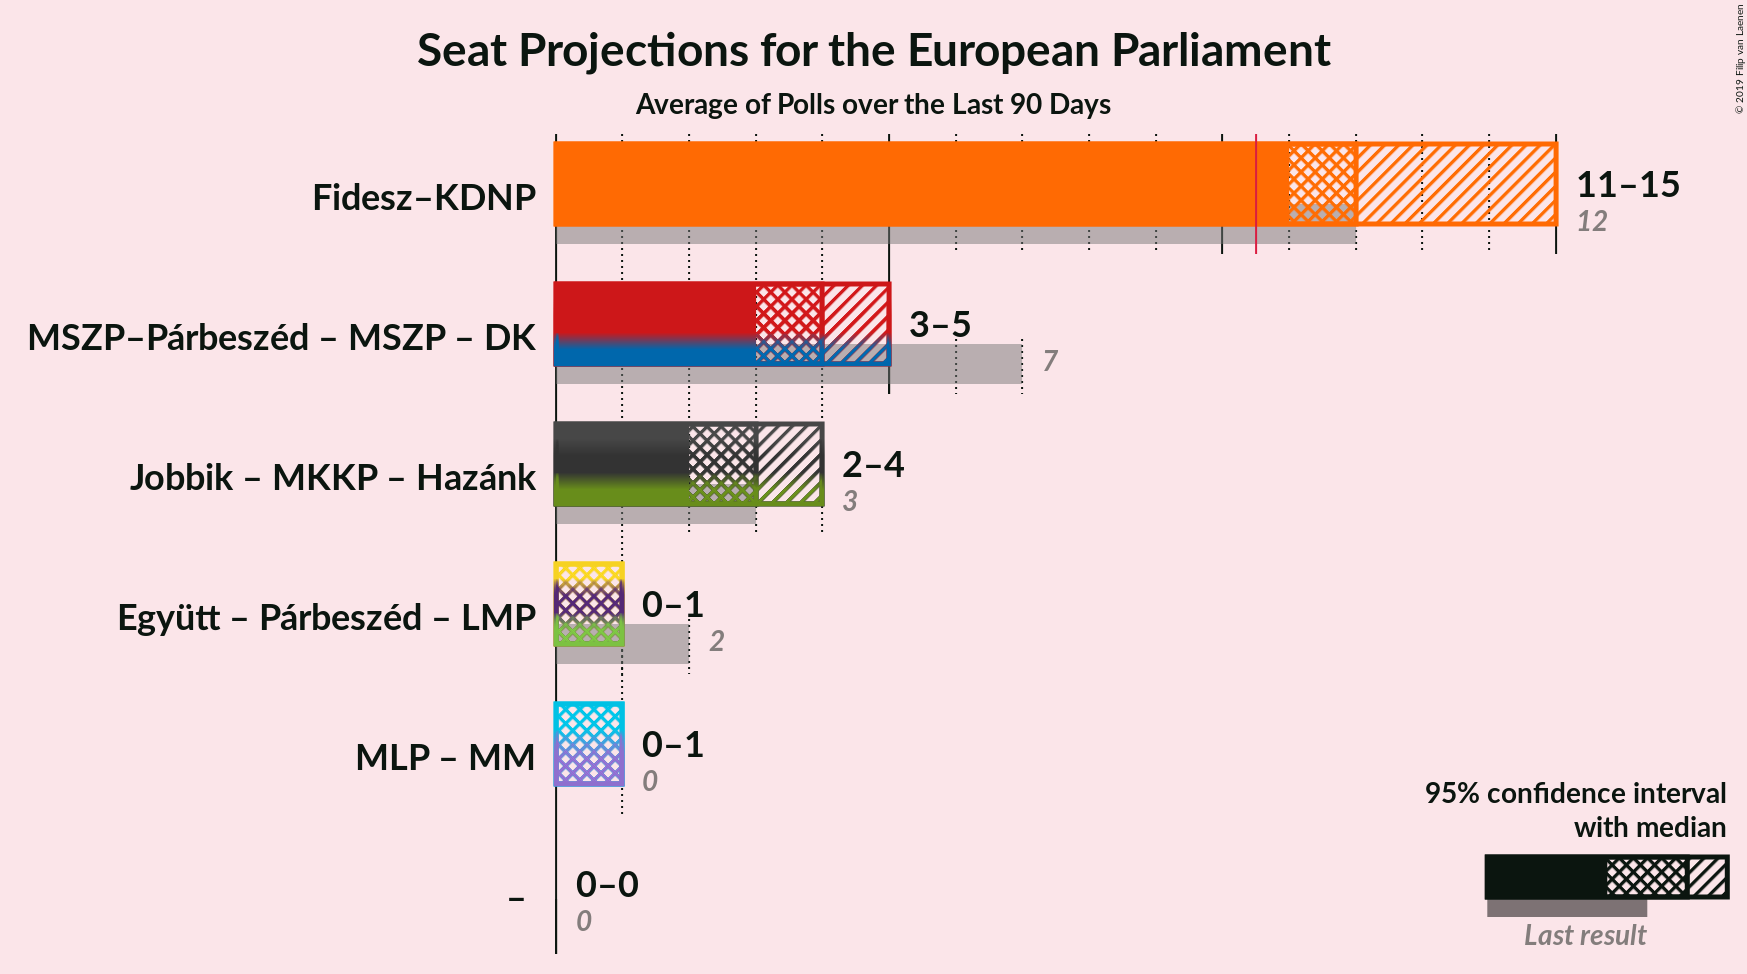 Seat Projections for the European Parliament
Average of Polls over the Last 90 Days
© 2019 Filip van Laenen
Fidesz–KDNP
11–15
12
MSZP–Párbeszéd – MSZP – DK
3–5
7
Jobbik – MKKP – Hazánk
2–4
3
Együtt – Párbeszéd – LMP
0–1
2
MLP – MM
0–1
0
–
0–0
0
95% confidence interval
with median
Last result